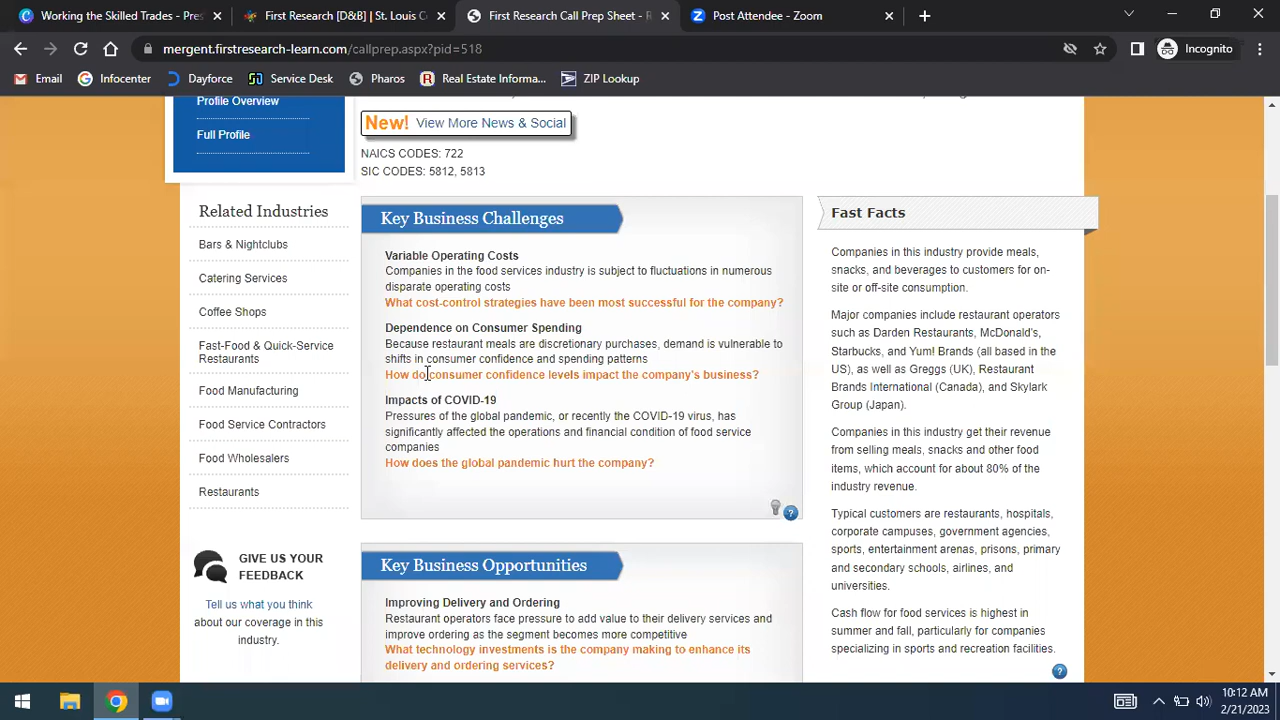 Working the Skilled Trades - Pres
First Research [D&B] | St. Louis C
First Research Call Prep Sheet - R
Post Attendee - Zoom
mergent.firstresearch-learn.com/callprep.aspx?pid=518
Incognito
Email
Infocenter
Dayforce
Service Desk
Pharos
Real Estate Informa...
ZIP Lookup
Profile Overview
Full Profile
New! View More News & Social
NAICS CODES: 722
SIC CODES: 5812, 5813
Related Industries
Bars & Nightclubs
Catering Services
Coffee Shops
Fast-Food & Quick-Service
Restaurants
Food Manufacturing
Food Service Contractors
Food Wholesalers
Restaurants
GIVE US YOUR
FEEDBACK
Tell us what you think
about our coverage in this
industry.
Key Business Challenges
Variable Operating Costs
Companies in the food services industry is subject to fluctuations in numerous
disparate operating costs
What cost-control strategies have been most successful for the company?
Dependence on Consumer Spending
Because restaurant meals are discretionary purchases, demand is vulnerable to
shifts in consumer confidence and spending patterns
How do consumer confidence levels impact the company's business?
Impacts of COVID-19
Pressures of the global pandemic, or recently the COVID-19 virus, has
significantly affected the operations and financial condition of food service
companies
How does the global pandemic hurt the company?
Key Business Opportunities
Improving Delivery and Ordering
Restaurant operators face pressure to add value to their delivery services and
improve ordering as the segment becomes more competitive
What technology investments is the company making to enhance its
delivery and ordering services?
Fast Facts
Companies in this industry provide meals,
snacks, and beverages to customers for on-
site or off-site consumption.
Major companies include restaurant operators
such as Darden Restaurants, McDonald's,
Starbucks, and Yum! Brands (all based in the
US), as well as Greggs (UK), Restaurant
Brands International (Canada), and Skylark
Group (Japan).
Companies in this industry get their revenue
from selling meals, snacks and other food
items, which account for about 80% of the
industry revenue.
Typical customers are restaurants, hospitals,
corporate campuses, government agencies,
sports, entertainment arenas, prisons, primary
and secondary schools, airlines, and
universities.
Cash flow for food services is highest in
summer and fall, particularly for companies
specializing in sports and recreation facilities.
10:12 AM
2/21/2023